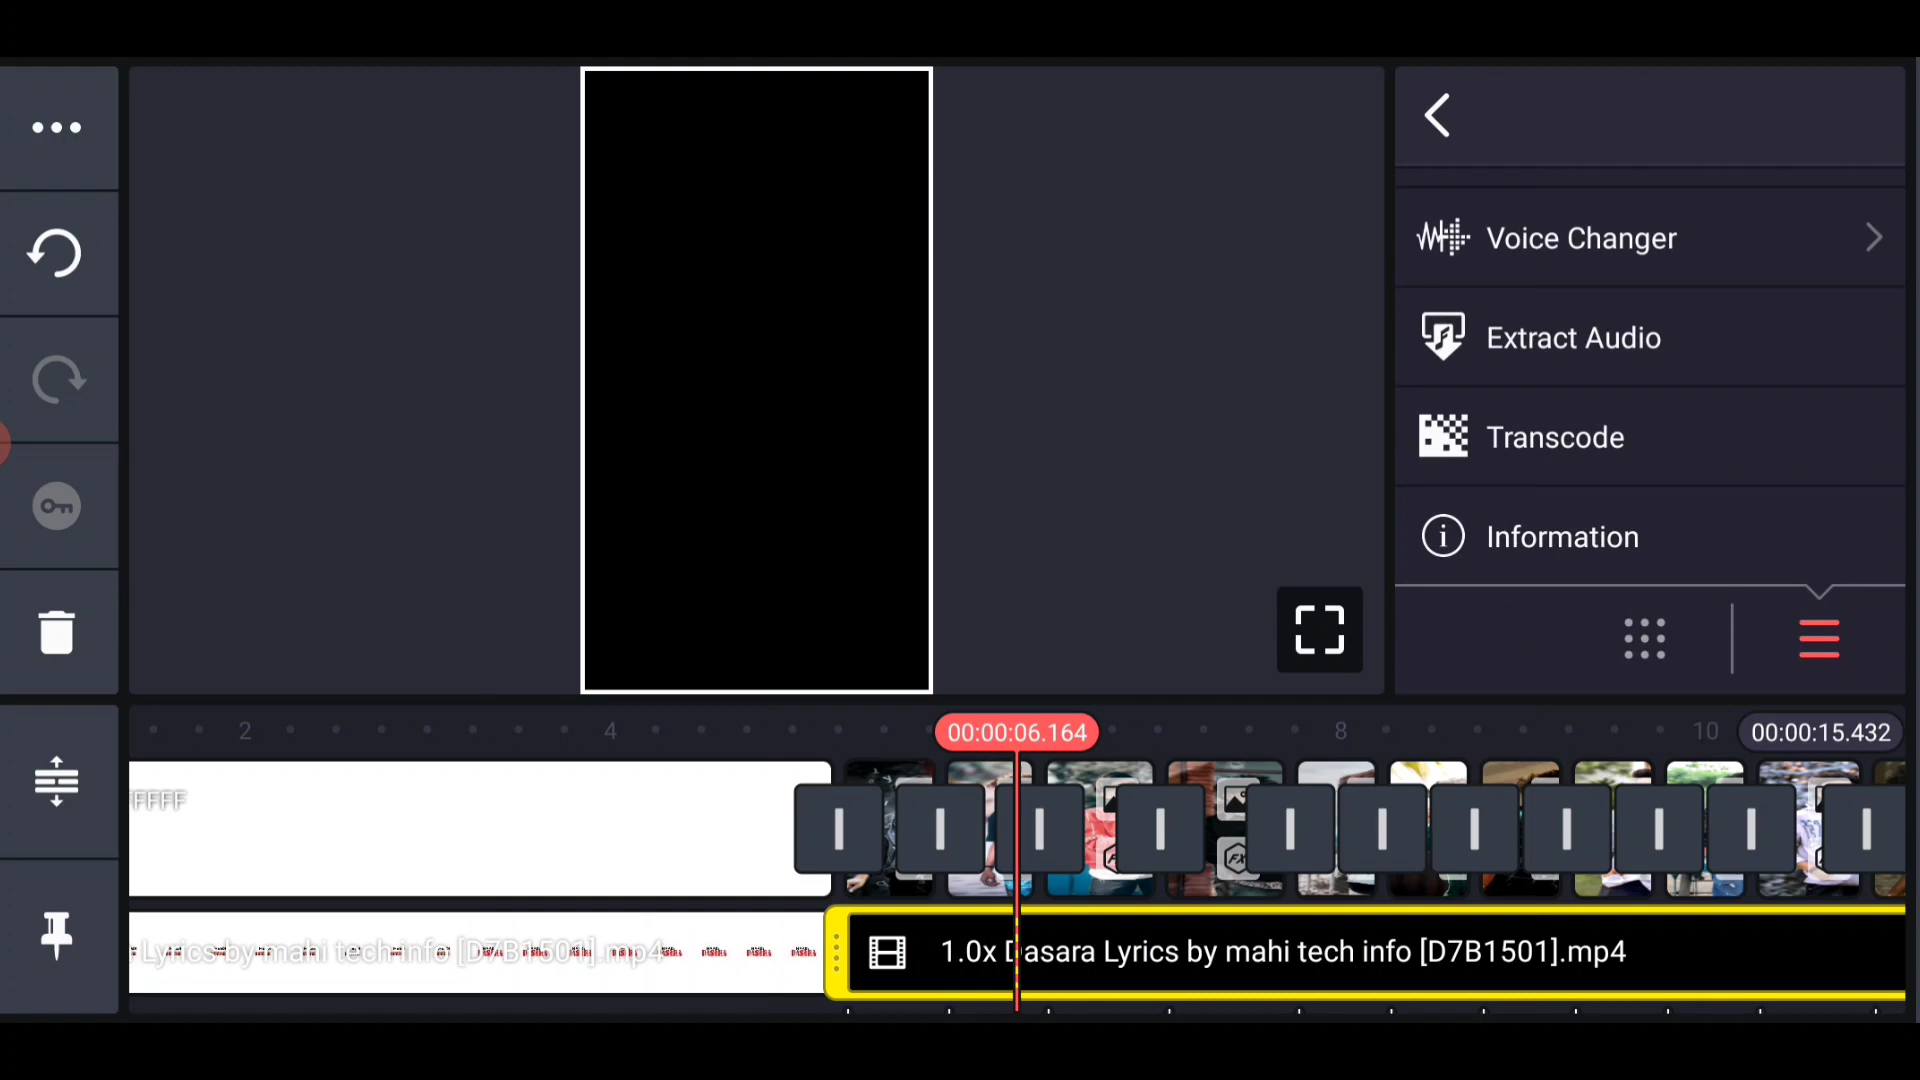 Voice Changer
Extract Audio
Transcode
Information
2
4
00:00:06.164
8
10
00:00:15.432
FFFF
Lyrics by mahi tech info [D7B1501].mp4
1.0x Dasara Lyrics by mahi tech info [D7B1501].mp4